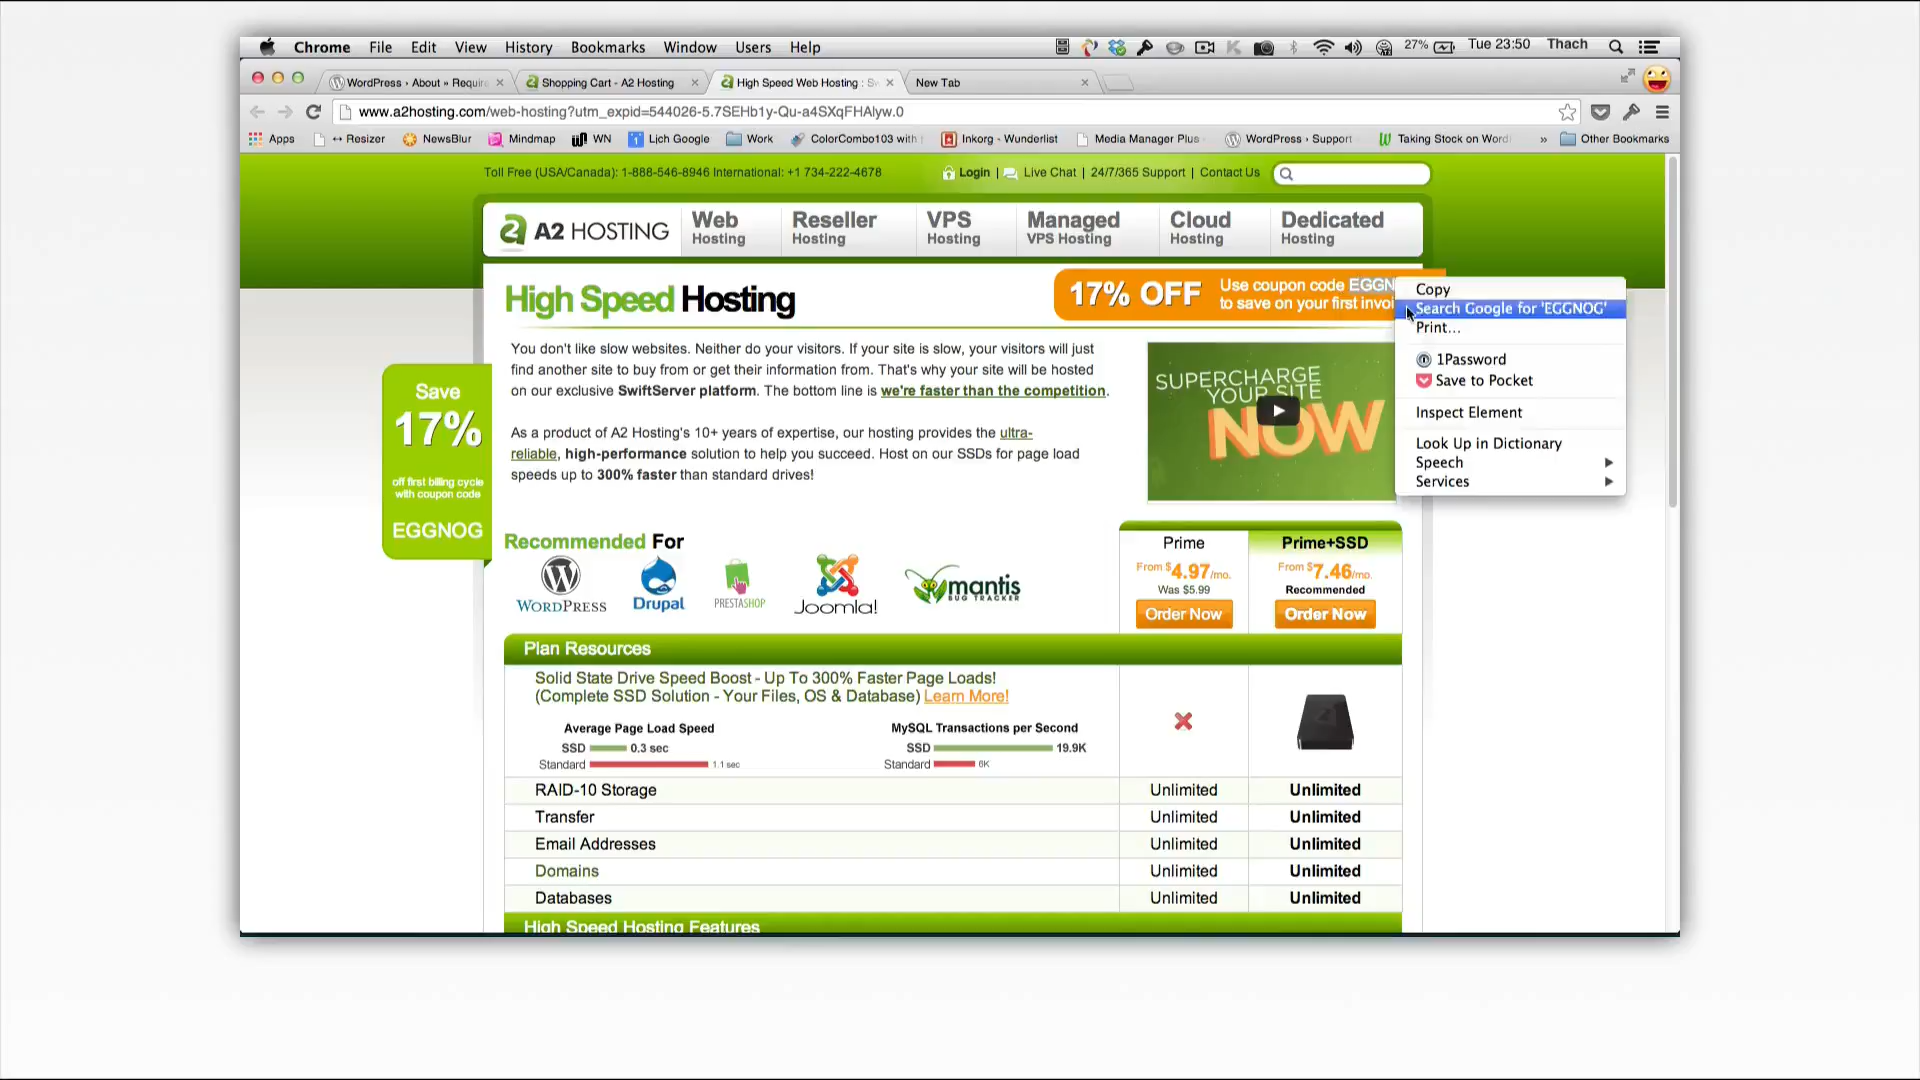 Chrome File Edit View History Bookmarks Window Users Help 27% Tue 23:50 Thach
WordPress › About » Require
Shopping Cart - A2 Hosting
High Speed Web Hosting : S
New Tab
www.a2hosting.com/web-hosting?utm_expid=544026-5.7SEHb1y-Qu-a4SXqFHAlyw.0
Apps ↔ Resizer NewsBlur Mindmap WN Lịch Google Work ColorCombo103 with Inkorg - Wunderlist Media Manager Plus WordPress › Support Taking Stock on Word » Other Bookmarks
Toll Free (USA/Canada): 1-888-546-8946 International: +1 734-222-4678
Login | Live Chat | 24/7/365 Support | Contact Us
A2 HOSTING
Web Hosting
Reseller Hosting
VPS Hosting
Managed VPS Hosting
Cloud Hosting
Dedicated Hosting
High Speed Hosting
17% OFF
Use coupon code EGGN
to save on your first invoi
Copy
Search Google for 'EGGNOG'
Print...
1Password
Save to Pocket
Inspect Element
Look Up in Dictionary
Speech
Services
You don't like slow websites. Neither do your visitors. If your site is slow, your visitors will just
find another site to buy from or get their information from. That's why your site will be hosted
on our exclusive SwiftServer platform. The bottom line is we're faster than the competition.
As a product of A2 Hosting's 10+ years of expertise, our hosting provides the ultra-
reliable, high-performance solution to help you succeed. Host on our SSDs for page load
speeds up to 300% faster than standard drives!
SUPERCHARGE
YOUR SITE
NOW
Save
17%
off first billing cycle
with coupon code
EGGNOG
Recommended For
WORDPRESS
Drupal
PRESTASHOP
Joomla!
mantis
BUG TRACKER
Prime
From $4.97/mo.
Was $5.99
Order Now
Prime+SSD
From $7.46/mo.
Recommended
Order Now
Plan Resources
Solid State Drive Speed Boost - Up To 300% Faster Page Loads!
(Complete SSD Solution - Your Files, OS & Database) Learn More!
Average Page Load Speed
SSD 0.3 sec
Standard 1.1 sec
MySQL Transactions per Second
SSD 19.9K
Standard 6K
RAID-10 Storage Unlimited Unlimited
Transfer Unlimited Unlimited
Email Addresses Unlimited Unlimited
Domains Unlimited Unlimited
Databases Unlimited Unlimited
High Speed Hosting Features